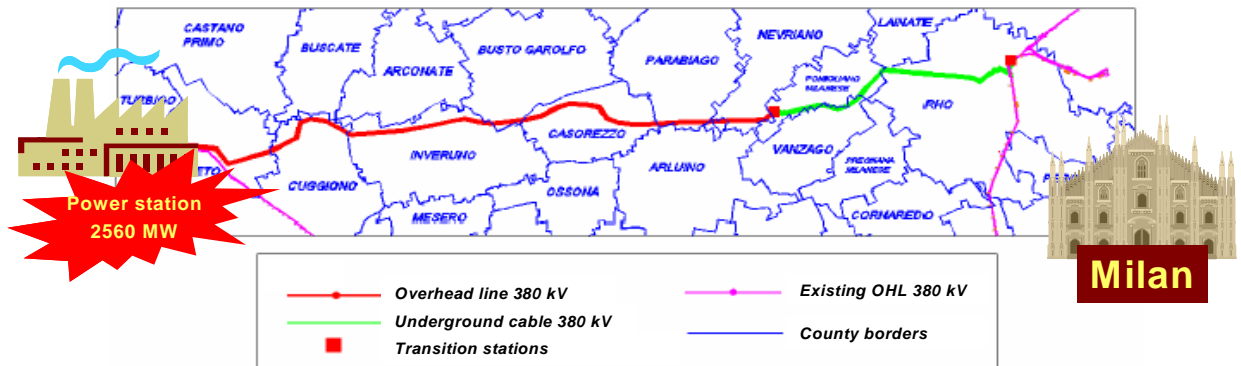 CASTANO
PRIMO
BUSCATE
ARCONATE
BUSTO GAROLFO
PARABIAGO
NEVRIANO
LAINATE
POMIGLIANO
MILANESE
RHO
TURBIGO
CUGGIONO
INVERUNO
CASOREZZO
OSSONA
MESERO
ARLUINO
VANZAGO
PREGNANA
MILANESE
CORNAREDO
Power station
2560 MW
Milan
Overhead line 380 kV
Underground cable 380 kV
Transition stations
Existing OHL 380 kV
County borders